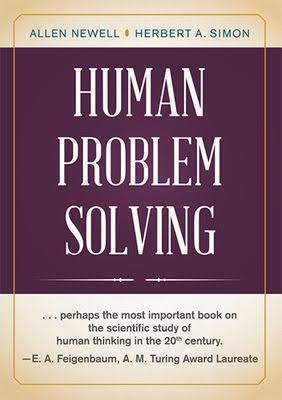 ALLEN NEWELL HERBERT A. SIMON
HUMAN
PROBLEM
SOLVING
. . . perhaps the most important book on
the scientific study of
human thinking in the 20th century.
—E. A. Feigenbaum, A. M. Turing Award Laureate